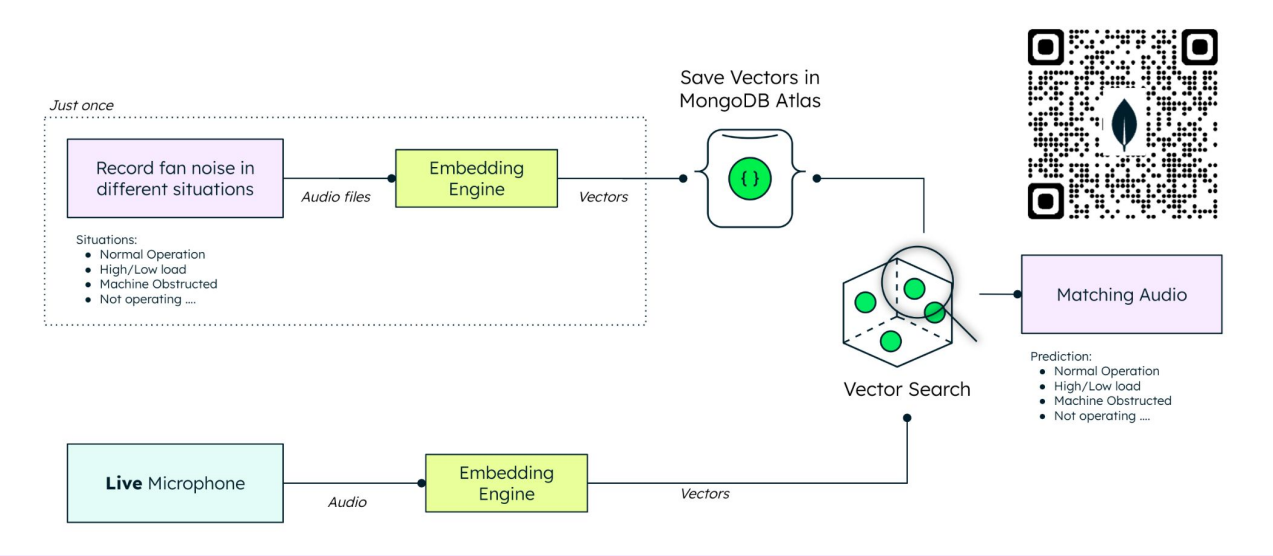 Just once
Record fan noise in
different situations
Audio files
Embedding
Engine
Vectors
Situations:
● Normal Operation
● High/Low load
● Machine Obstructed
● Not operating ....
Save Vectors in
MongoDB Atlas
{ }
Vector Search
Matching Audio
Prediction:
● Normal Operation
● High/Low load
● Machine Obstructed
● Not operating ....
Live Microphone
Audio
Embedding
Engine
Vectors